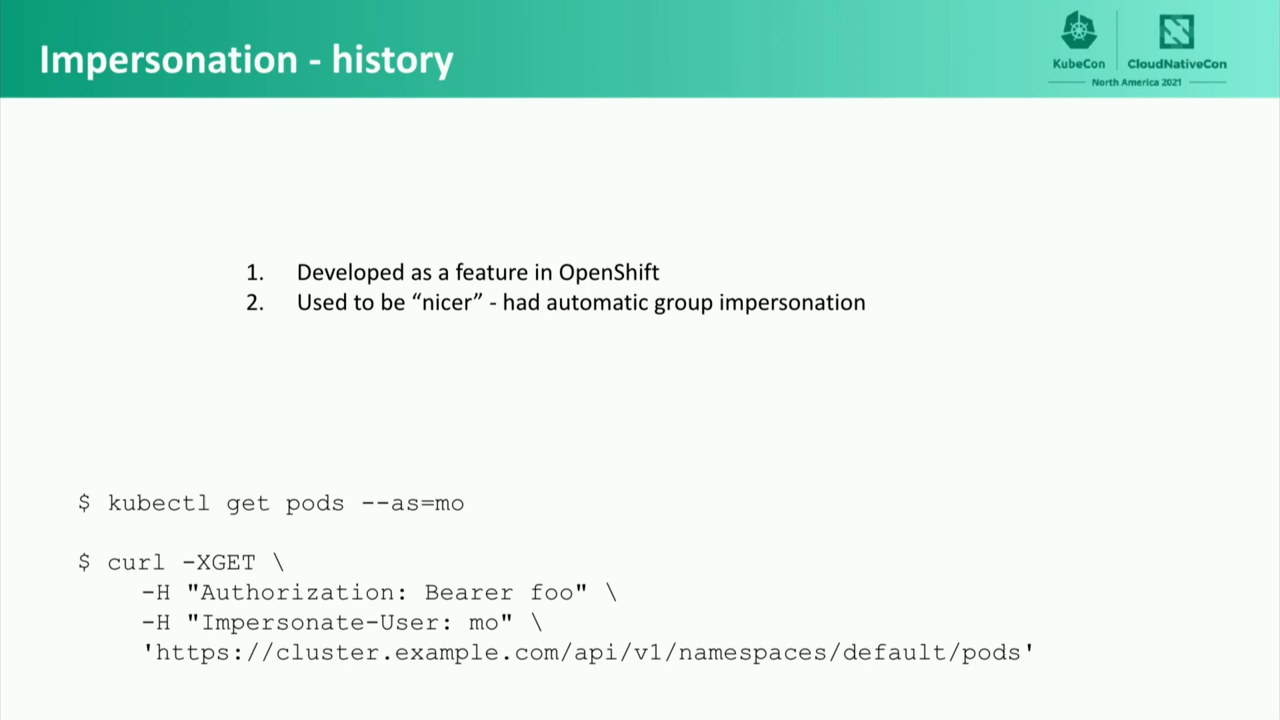 Impersonation - history
KubeCon
CloudNativeCon
North America 2021
1. Developed as a feature in OpenShift
2. Used to be “nicer” - had automatic group impersonation
$ kubectl get pods --as=mo
$ curl -XGET \
-H "Authorization: Bearer foo" \
-H "Impersonate-User: mo" \
'https://cluster.example.com/api/v1/namespaces/default/pods'